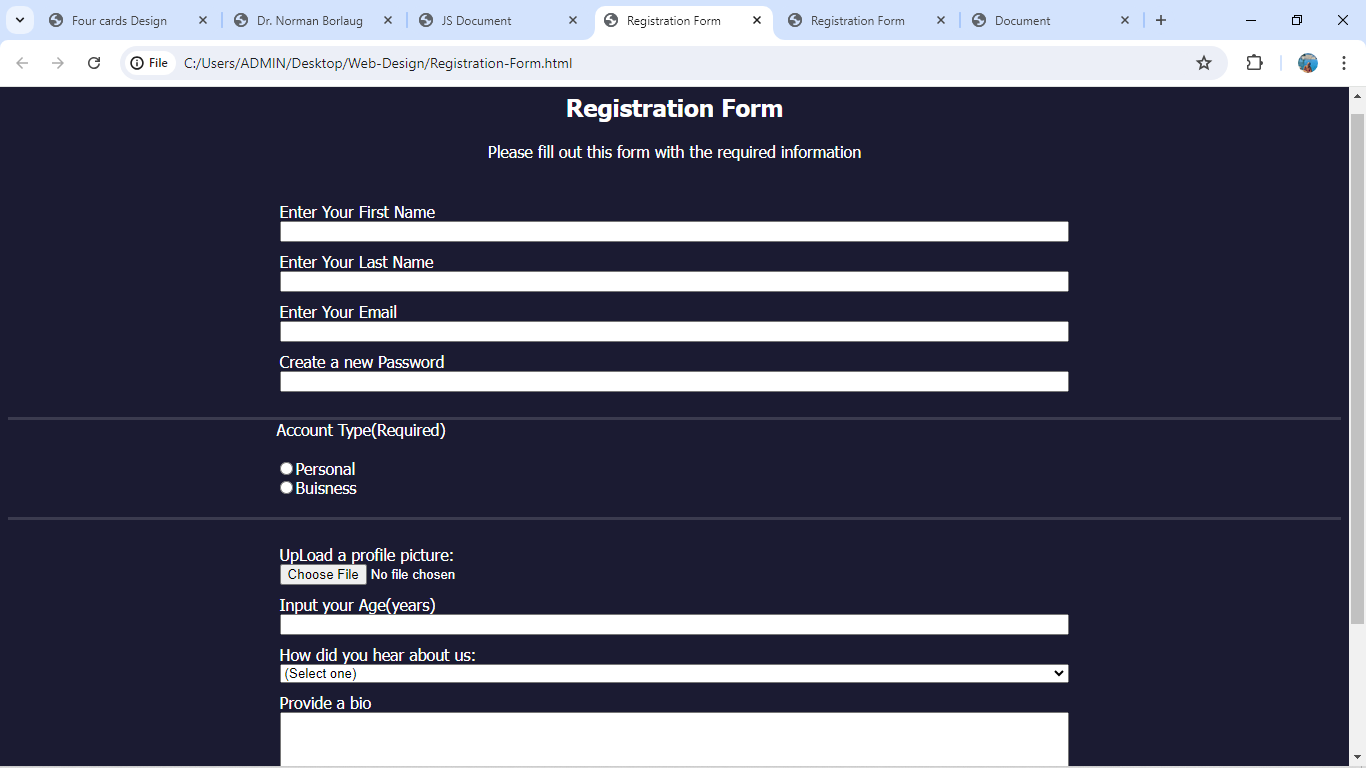 Four cards Design
Dr. Norman Borlaug
JS Document
Registration Form
Registration Form
Document
File
C:/Users/ADMIN/Desktop/Web-Design/Registration-Form.html
Registration Form
Please fill out this form with the required information
Enter Your First Name
Enter Your Last Name
Enter Your Email
Create a new Password
Account Type(Required)
Personal
Buisness
UpLoad a profile picture:
Choose File No file chosen
Input your Age(years)
How did you hear about us:
(Select one)
Provide a bio